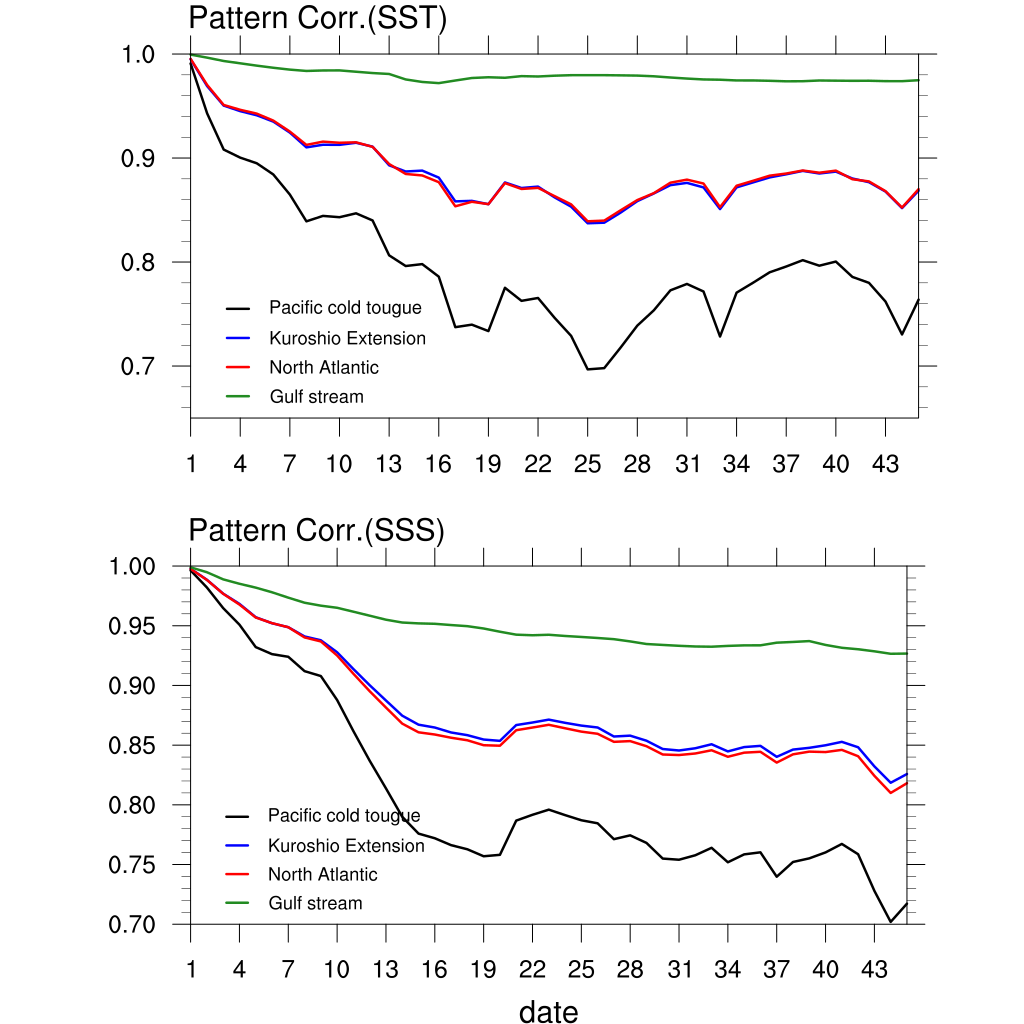 Pattern Corr.(SST)
1.0
0.9
0.8
0.7
Pacific cold tougue
Kuroshio Extension
North Atlantic
Gulf stream
1 4 7 10 13 16 19 22 25 28 31 34 37 40 43
Pattern Corr.(SSS)
1.00
0.95
0.90
0.85
0.80
0.75
0.70
Pacific cold tougue
Kuroshio Extension
North Atlantic
Gulf stream
1 4 7 10 13 16 19 22 25 28 31 34 37 40 43
date